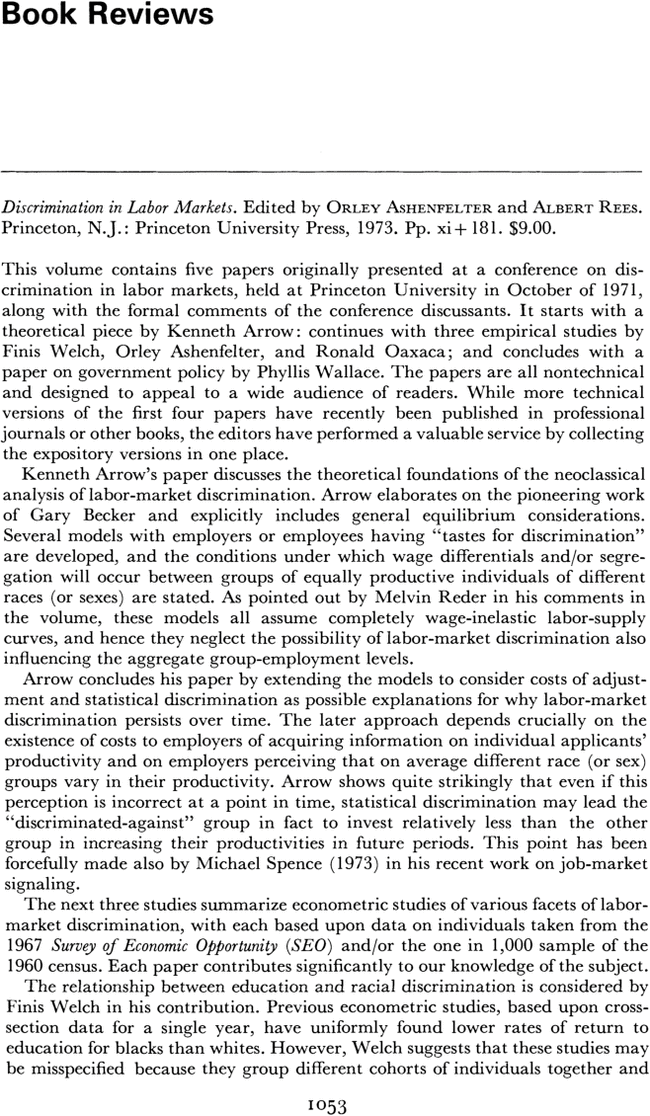 Book Reviews
Discrimination in Labor Markets. Edited by ORLEY ASHENFELTER and ALBERT REES.
Princeton, N.J.: Princeton University Press, 1973. Pp. xi+181. $9.00.
This volume contains five papers originally presented at a conference on dis-
crimination in labor markets, held at Princeton University in October of 1971,
along with the formal comments of the conference discussants. It starts with a
theoretical piece by Kenneth Arrow: continues with three empirical studies by
Finis Welch, Orley Ashenfelter, and Ronald Oaxaca; and concludes with a
paper on government policy by Phyllis Wallace. The papers are all nontechnical
and designed to appeal to a wide audience of readers. While more technical
versions of the first four papers have recently been published in professional
journals or other books, the editors have performed a valuable service by collecting
the expository versions in one place.
Kenneth Arrow's paper discusses the theoretical foundations of the neoclassical
analysis of labor-market discrimination. Arrow elaborates on the pioneering work
of Gary Becker and explicitly includes general equilibrium considerations.
Several models with employers or employees having "tastes for discrimination"
are developed, and the conditions under which wage differentials and/or segre-
gation will occur between groups of equally productive individuals of different
races (or sexes) are stated. As pointed out by Melvin Reder in his comments in
the volume, these models all assume completely wage-inelastic labor-supply
curves, and hence they neglect the possibility of labor-market discrimination also
influencing the aggregate group-employment levels.
Arrow concludes his paper by extending the models to consider costs of adjust-
ment and statistical discrimination as possible explanations for why labor-market
discrimination persists over time. The later approach depends crucially on the
existence of costs to employers of acquiring information on individual applicants'
productivity and on employers perceiving that on average different race (or sex)
groups vary in their productivity. Arrow shows quite strikingly that even if this
perception is incorrect at a point in time, statistical discrimination may lead the
"discriminated-against" group in fact to invest relatively less than the other
group in increasing their productivities in future periods. This point has been
forcefully made also by Michael Spence (1973) in his recent work on job-market
signaling.
The next three studies summarize econometric studies of various facets of labor-
market discrimination, with each based upon data on individuals taken from the
1967 Survey of Economic Opportunity (SEO) and/or the one in 1,000 sample of the
1960 census. Each paper contributes significantly to our knowledge of the subject.
The relationship between education and racial discrimination is considered by
Finis Welch in his contribution. Previous econometric studies, based upon cross-
section data for a single year, have uniformly found lower rates of return to
education for blacks than whites. However, Welch suggests that these studies may
be misspecified because they group different cohorts of individuals together and
1053